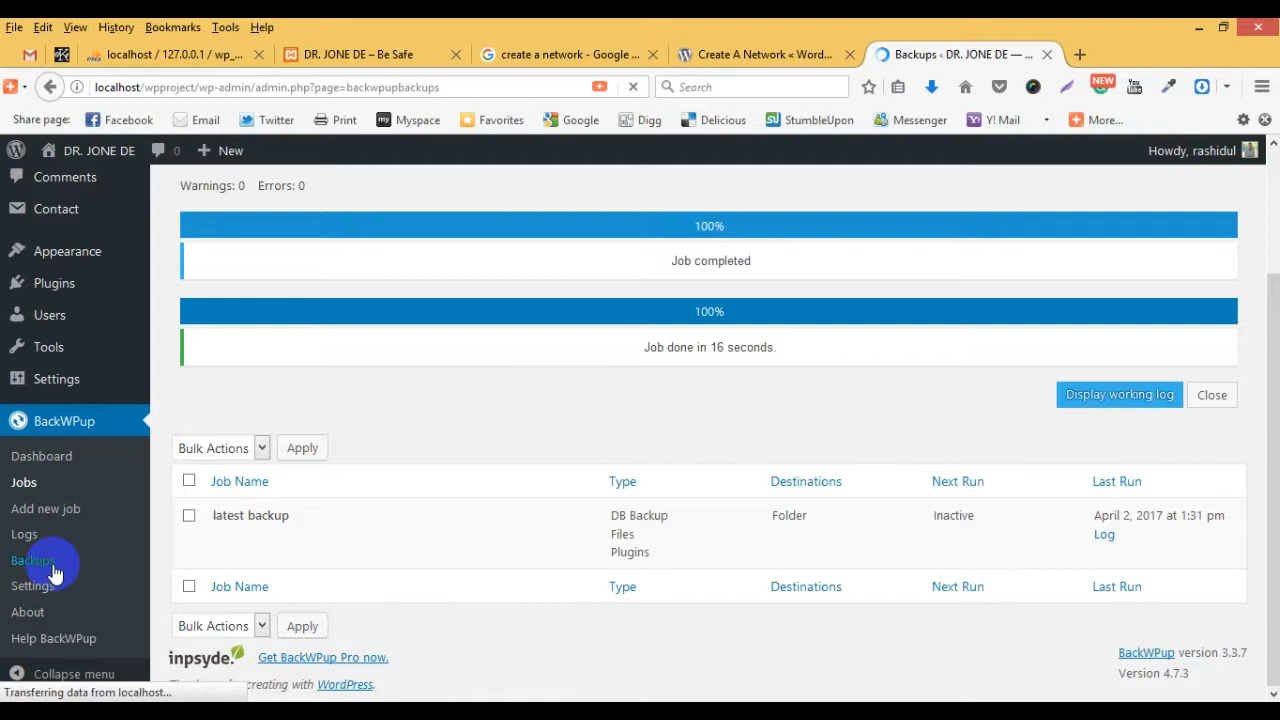 File Edit View History Bookmarks Tools Help
localhost / 127.0.0.1 / wp_... DR. JONE DE – Be Safe create a network - Google ... Create A Network « Word... Backups ‹ DR. JONE DE — ...
localhost/wpproject/wp-admin/admin.php?page=backwpupbackups Search NEW You Tube
Share page: Facebook Email Twitter Print my Myspace Favorites Google Digg Delicious StumbleUpon Messenger Y! Mail More...
DR. JONE DE 0 New Howdy, rashidul
Comments
Contact
Appearance
Plugins
Users
Tools
Settings
BackWPup
Dashboard
Jobs
Add new job
Logs
Backups
Settings
About
Help BackWPup
Collapse menu
Transferring data from localhost...
Warnings: 0 Errors: 0
100%
Job completed
100%
Job done in 16 seconds.
Display working log Close
Bulk Actions Apply
Job Name Type Destinations Next Run Last Run
latest backup DB Backup Folder Inactive April 2, 2017 at 1:31 pm
Files Log
Plugins
Job Name Type Destinations Next Run Last Run
Bulk Actions Apply
inpsyde. Get BackWPup Pro now. BackWPup version 3.3.7
creating with WordPress. Version 4.7.3